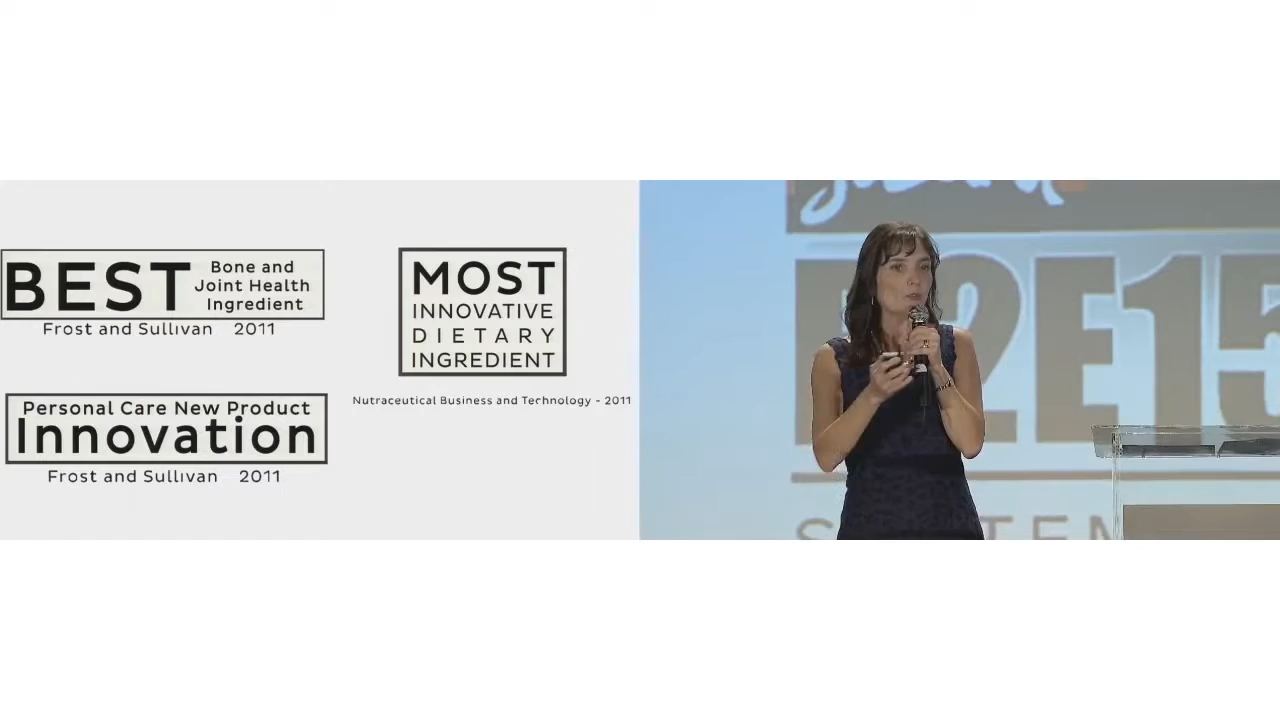 BEST
Bone and
Joint Health
Ingredient
Frost and Sullivan 2011
Personal Care New Product
Innovation
Frost and Sullivan 2011
MOST
INNOVATIVE
DIETARY
INGREDIENT
Nutraceutical Business and Technology - 2011
2E15